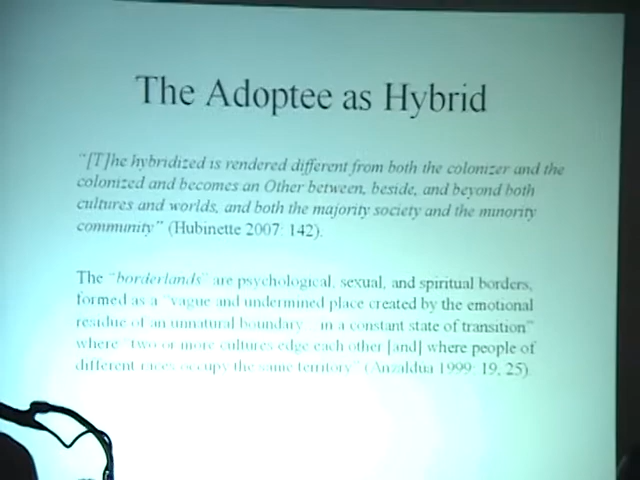 The Adoptee as Hybrid
"[T]he hybridized is rendered different from both the colonizer and the
colonized and becomes an Other between, beside, and beyond both
cultures and worlds, and both the majority society and the minority
community" (Hubinette 2007: 142).
The "borderlands" are psychological, sexual, and spiritual borders,
formed as a "vague and undermined place created by the emotional
residue of an unnatural boundary... in a constant state of transition"
where "two or more cultures edge each other [and] where people of
different races occupy the same territory" (Anzaldua 1999: 19, 25).